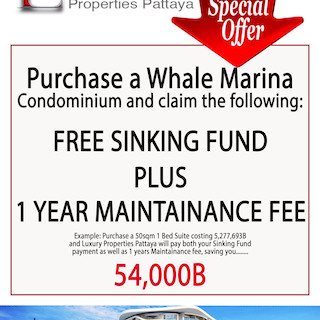 Properties Pattaya
Special
Offer
Purchase a Whale Marina
Condominium and claim the following:
FREE SINKING FUND
PLUS
1 YEAR MAINTAINANCE FEE
Example: Purchase a 50sqm 1 Bed Suite costing 5,277,693B
and Luxury Properties Pattaya will pay both your Sinking Fund
payment as well as 1 years Maintainance fee, saving you.......
54,000B